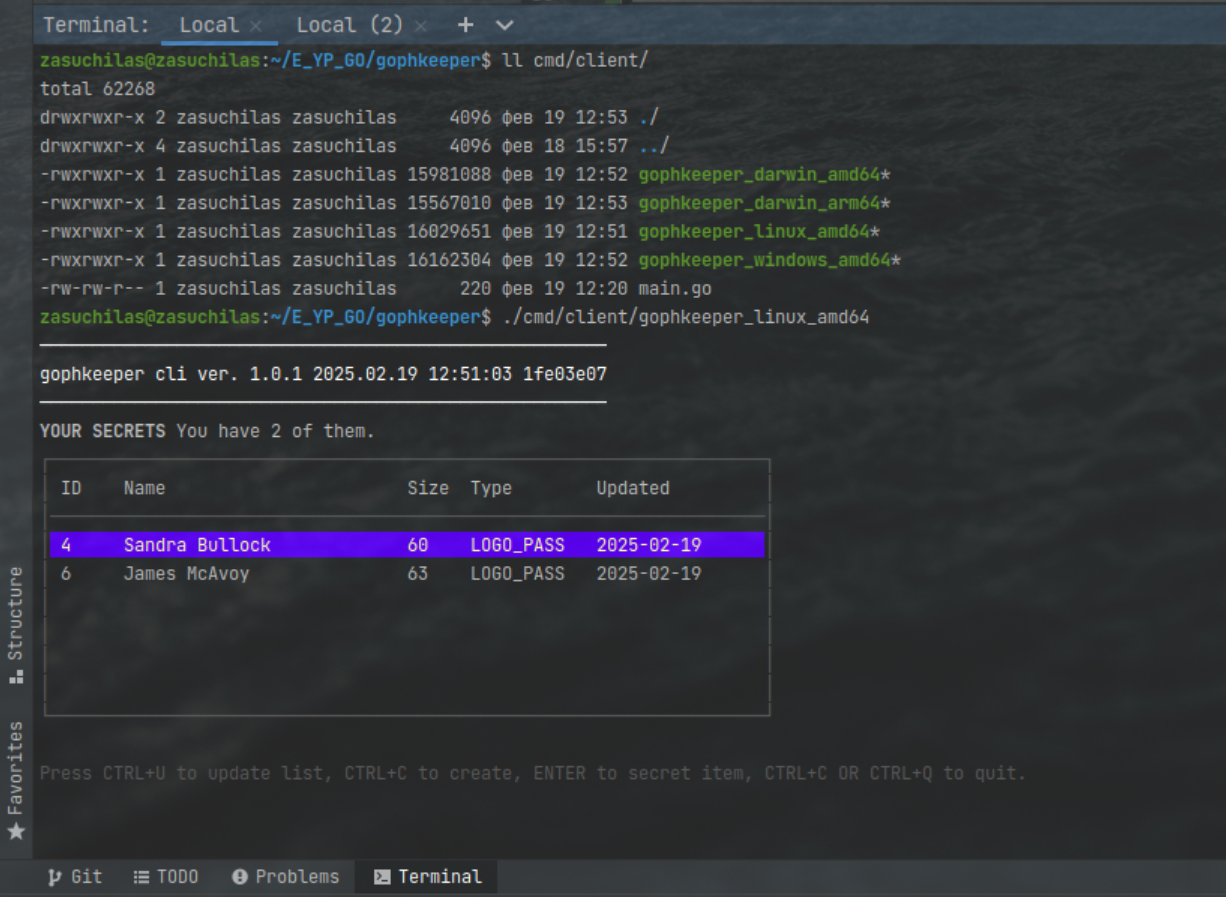 Terminal: Local × Local (2) × +
zasuchilas@zasuchilas:~/E_YP_GO/gophkeeper$ ll cmd/client/
total 62268
drwxrwxr-x 2 zasuchilas zasuchilas 4096 фев 19 12:53 ./
drwxrwxr-x 4 zasuchilas zasuchilas 4096 фев 18 15:57 ../
-rwxrwxr-x 1 zasuchilas zasuchilas 15981088 фев 19 12:52 gophkeeper_darwin_amd64*
-rwxrwxr-x 1 zasuchilas zasuchilas 15567010 фев 19 12:53 gophkeeper_darwin_arm64*
-rwxrwxr-x 1 zasuchilas zasuchilas 16029651 фев 19 12:51 gophkeeper_linux_amd64*
-rwxrwxr-x 1 zasuchilas zasuchilas 16162304 фев 19 12:52 gophkeeper_windows_amd64*
-rw-rw-r-- 1 zasuchilas zasuchilas 220 фев 19 12:20 main.go
zasuchilas@zasuchilas:~/E_YP_GO/gophkeeper$ ./cmd/client/gophkeeper_linux_amd64
gophkeeper cli ver. 1.0.1 2025.02.19 12:51:03 1fe03e07
YOUR SECRETS You have 2 of them.
ID Name Size Type Updated
4 Sandra Bullock 60 LOGO_PASS 2025-02-19
6 James McAvoy 63 LOGO_PASS 2025-02-19
Press CTRL+U to update list, CTRL+C to create, ENTER to secret item, CTRL+C OR CTRL+Q to quit.
Structure
Favorites
Git TODO Problems Terminal